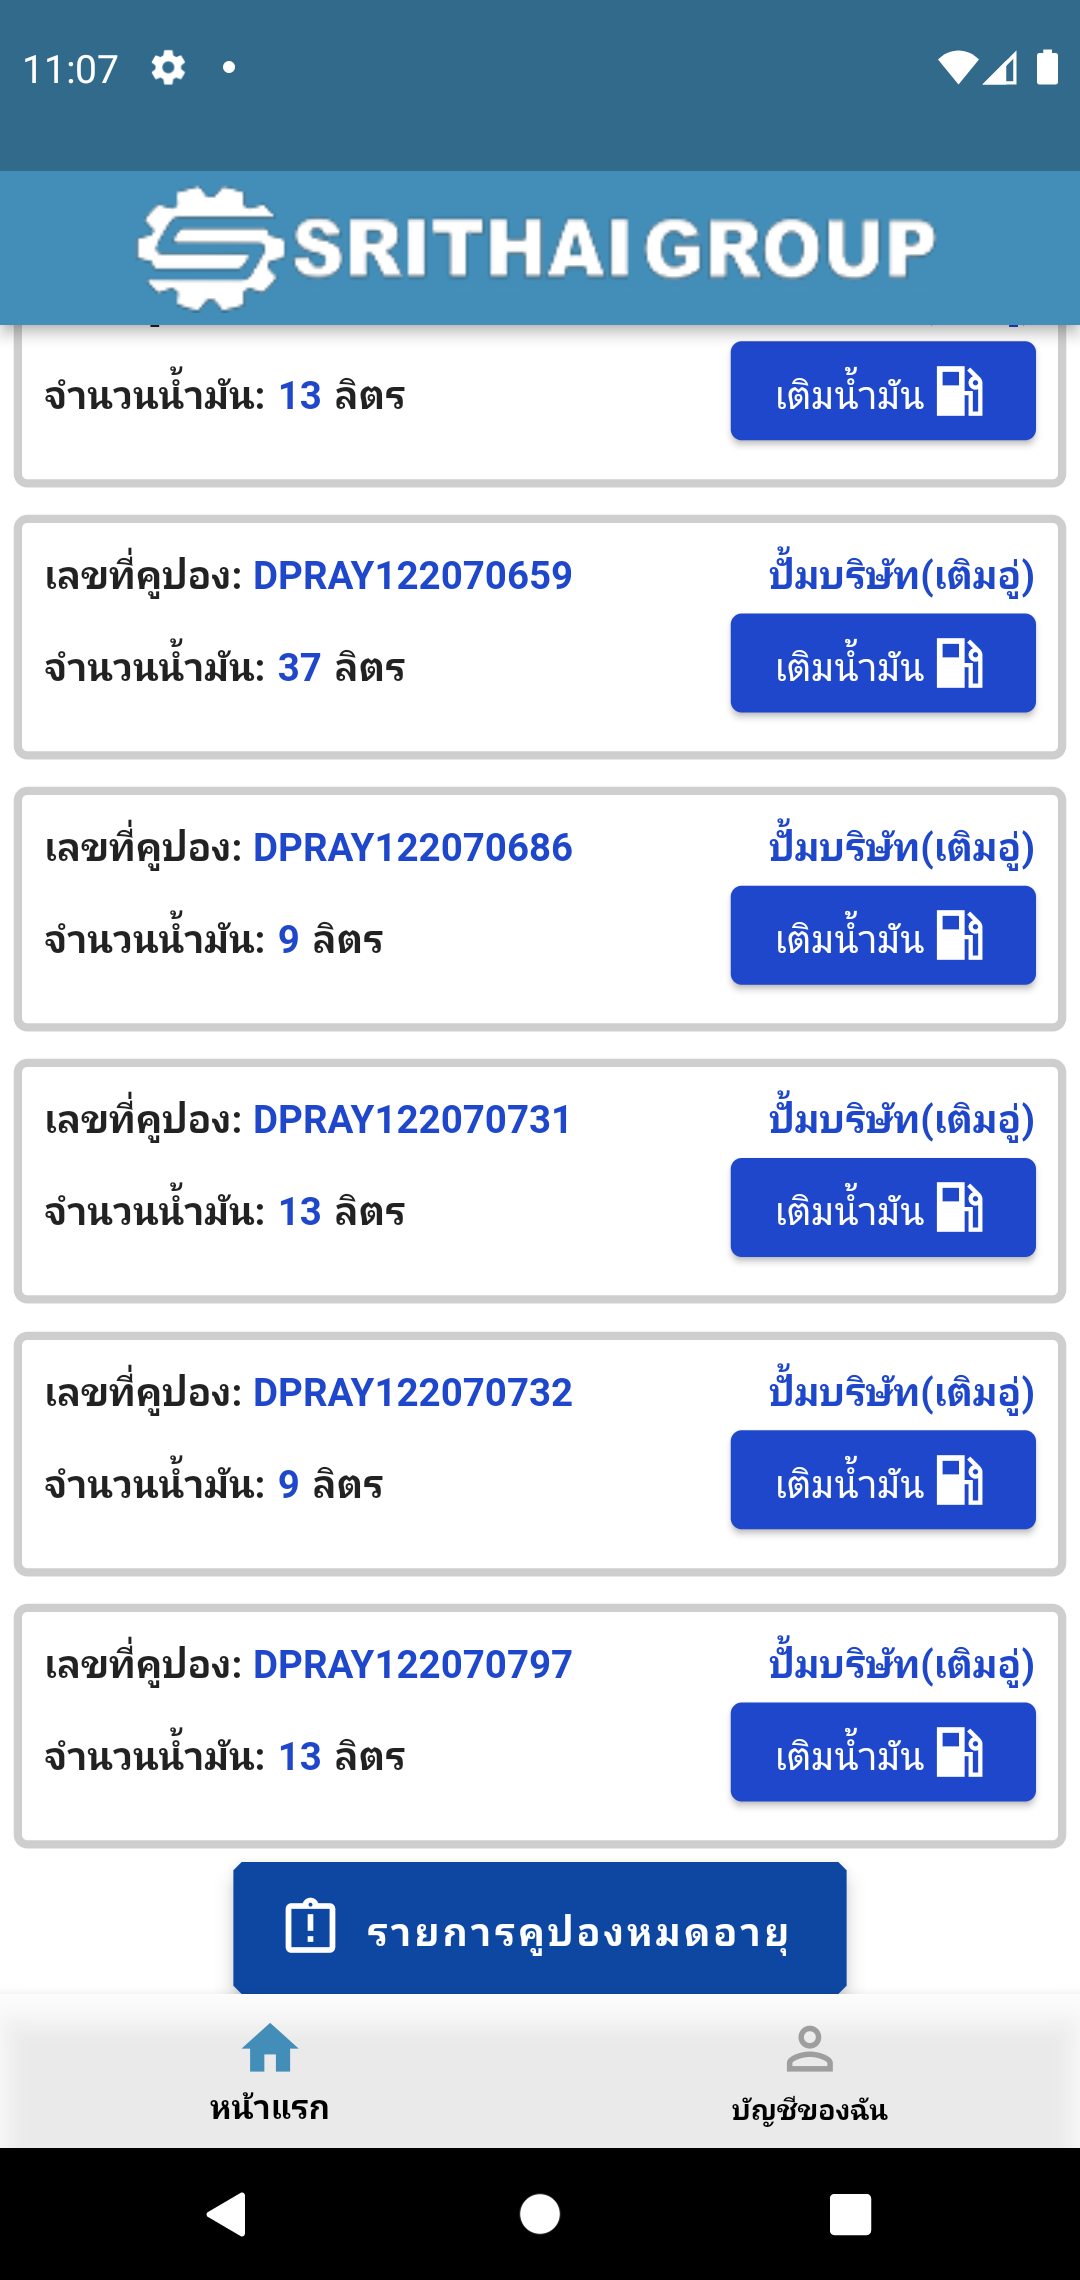 11:07
SRITHAI GROUP
จำนวนน้ำมัน: 13 ลิตร
เติมน้ำมัน
เลขที่คูปอง: DPRAY122070659 ปั้มบริษัท(เติมอู่)
จำนวนน้ำมัน: 37 ลิตร
เติมน้ำมัน
เลขที่คูปอง: DPRAY122070686 ปั้มบริษัท(เติมอู่)
จำนวนน้ำมัน: 9 ลิตร
เติมน้ำมัน
เลขที่คูปอง: DPRAY122070731 ปั้มบริษัท(เติมอู่)
จำนวนน้ำมัน: 13 ลิตร
เติมน้ำมัน
เลขที่คูปอง: DPRAY122070732 ปั้มบริษัท(เติมอู่)
จำนวนน้ำมัน: 9 ลิตร
เติมน้ำมัน
เลขที่คูปอง: DPRAY122070797 ปั้มบริษัท(เติมอู่)
จำนวนน้ำมัน: 13 ลิตร
เติมน้ำมัน
รายการคูปองหมดอายุ
หน้าแรก
บัญชีของฉัน